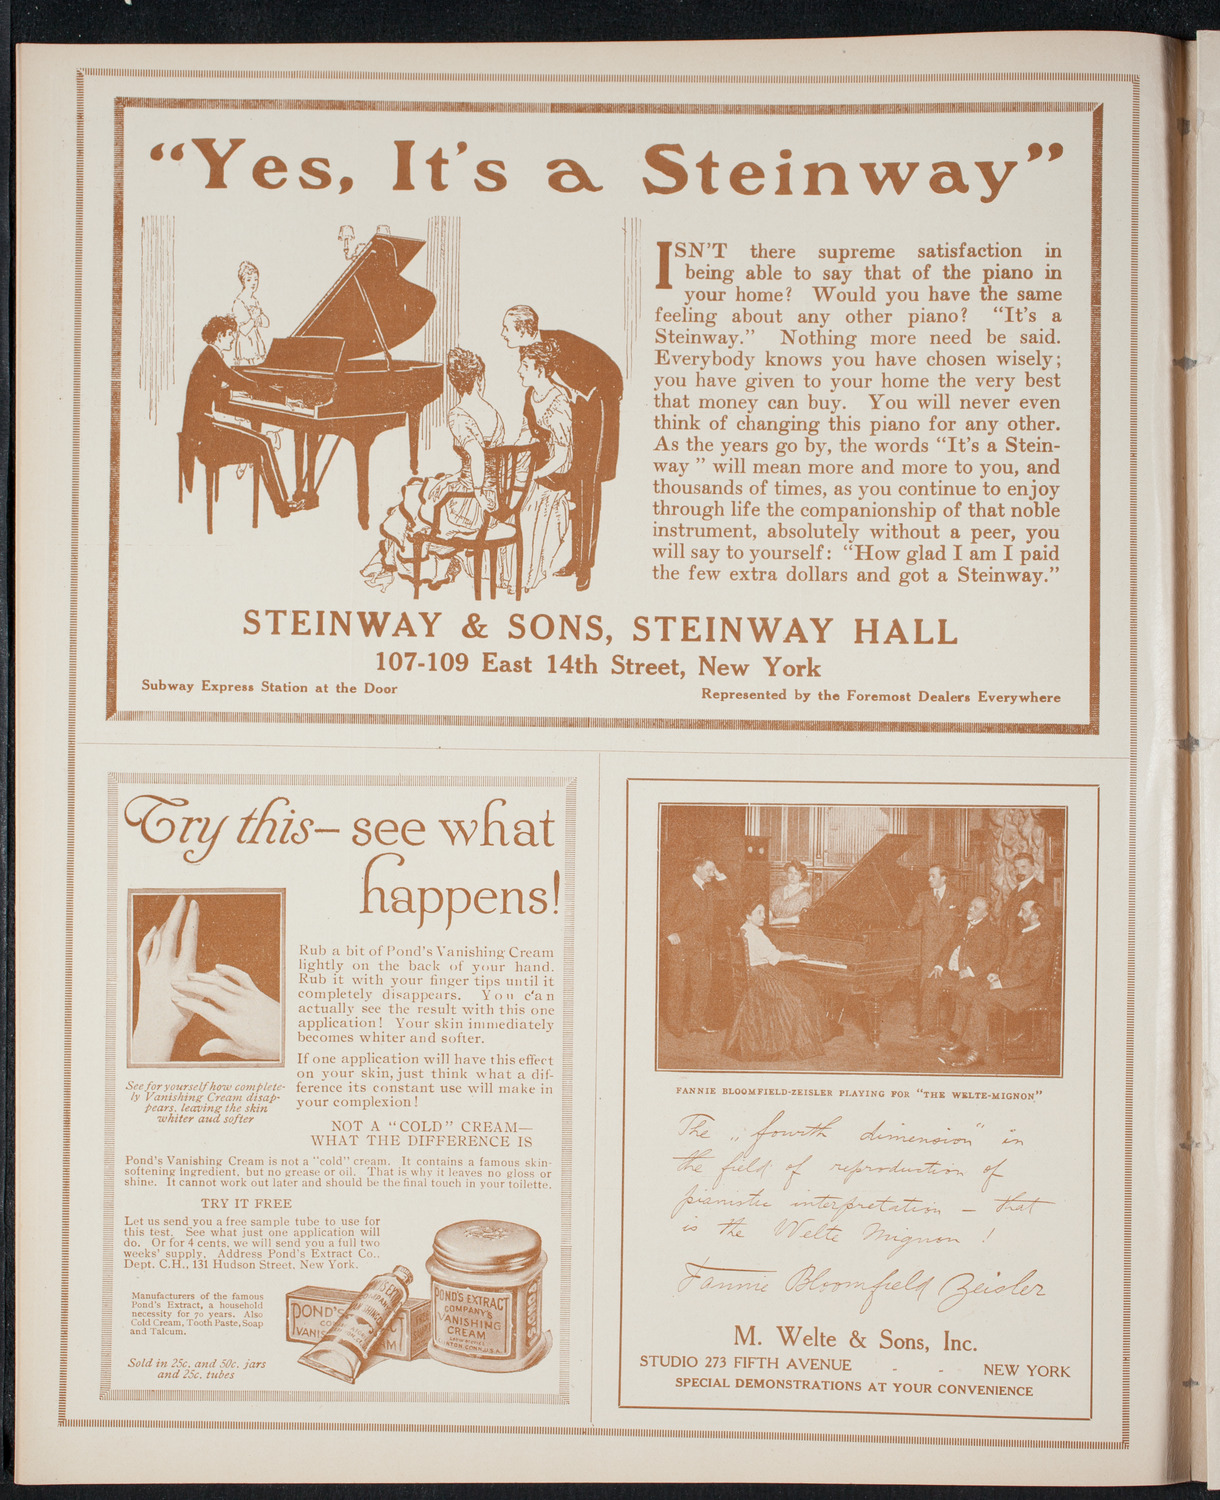 "Yes, It's a Steinway"
ISN'T there supreme satisfaction in
being able to say that of the piano in
your home? Would you have the same
feeling about any other piano? "It's a
Steinway." Nothing more need be said.
Everybody knows you have chosen wisely;
you have given to your home the very best
that money can buy. You will never even
think of changing this piano for any other.
As the years go by, the words "It's a Stein-
way " will mean more and more to you, and
thousands of times, as you continue to enjoy
through life the companionship of that noble
instrument, absolutely without a peer, you
will say to yourself: "How glad I am I paid
the few extra dollars and got a Steinway."
STEINWAY & SONS, STEINWAY HALL
107-109 East 14th Street, New York
Subway Express Station at the Door
Represented by the Foremost Dealers Everywhere
Try this— see what
happens!
Rub a bit of Pond's Vanishing Cream
lightly on the back of your hand.
Rub it with your finger tips until it
completely disappears. You can
actually see the result with this one
application! Your skin immediately
becomes whiter and softer.
If one application will have this effect
on your skin, just think what a dif-
ference its constant use will make in
your complexion!
See for yourself how complete-
ly Vanishing Cream disap-
pears, leaving the skin
whiter and softer
NOT A "COLD" CREAM—
WHAT THE DIFFERENCE IS
Pond's Vanishing Cream is not a "cold" cream. It contains a famous skin-
softening ingredient, but no grease or oil. That is why it leaves no gloss or
shine. It cannot work out later and should be the final touch in your toilette.
TRY IT FREE
Let us send you a free sample tube to use for
this test. See what just one application will
do. Or for 4 cents, we will send you a full two
weeks' supply. Address Pond's Extract Co.,
Dept. C.H., 131 Hudson Street, New York.
Manufacturers of the famous
Pond's Extract, a household
necessity for 70 years. Also
Cold Cream, Tooth Paste, Soap
and Talcum.
Sold in 25c. and 50c. jars
and 25c. tubes
POND'S
POND'S EXTRACT
COMPANY'S
VANISHING
CREAM
FANNIE BLOOMFIELD-ZEISLER PLAYING FOR "THE WELTE-MIGNON"
The "fourth dimension" in
the field of reproduction of
pianistic interpretation – that
is the Welte Mignon!
Fannie Bloomfield Zeisler
M. Welte & Sons, Inc.
STUDIO 273 FIFTH AVENUE - NEW YORK
SPECIAL DEMONSTRATIONS AT YOUR CONVENIENCE